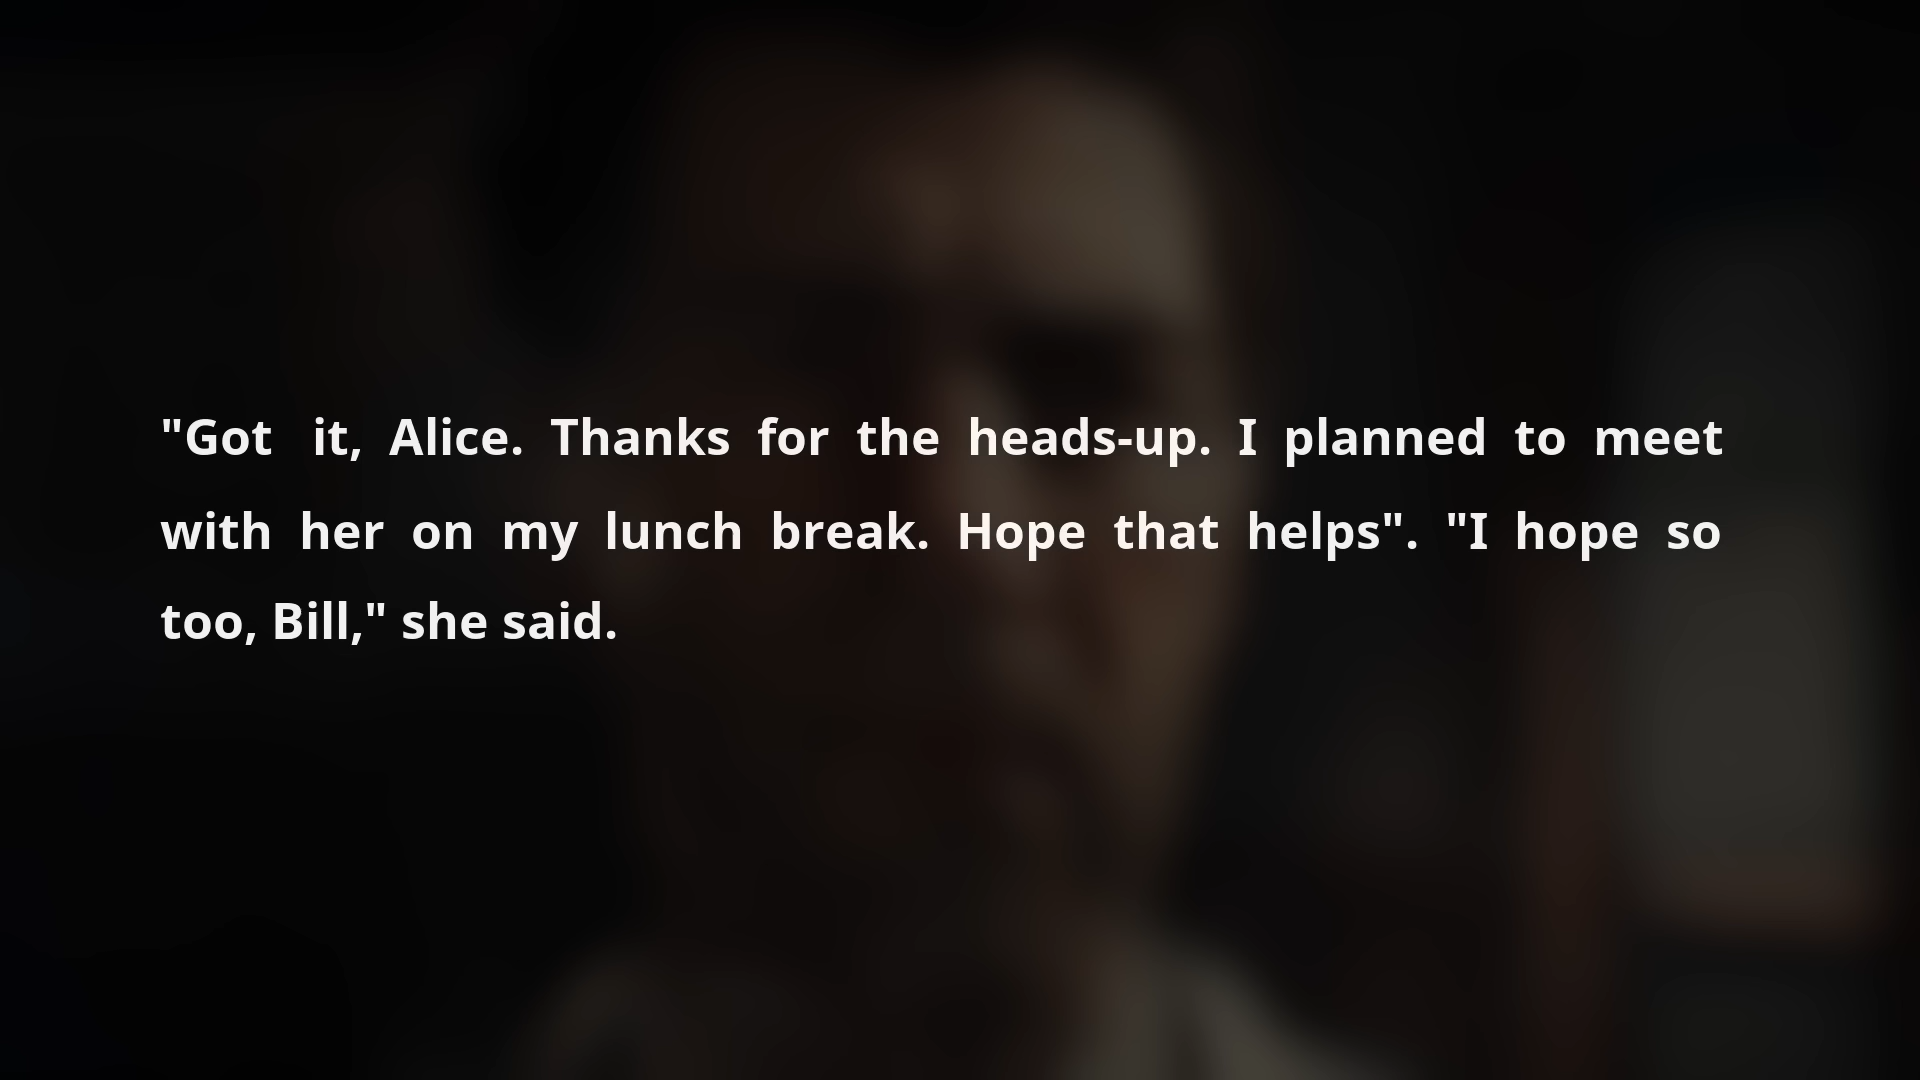 "Got it, Alice. Thanks for the heads-up. I planned to meet
with her on my lunch break. Hope that helps". "I hope so
too, Bill," she said.